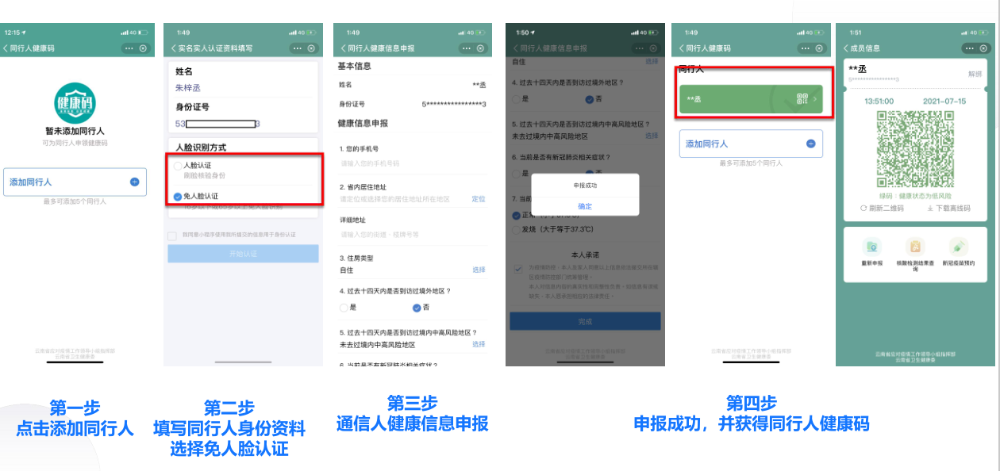 12:15
4G
同行人健康码
健康码
暂未添加同行人
可为同行人申领健康码
添加同行人
最多可添加5个同行人
云南省应对疫情工作领导小组指挥部
云南省卫生健康委
1:49
4G
实名实人认证资料填写
姓名
朱梓丞
身份证号
53
3
人脸识别方式
人脸认证
刷脸核验身份
免人脸认证
我同意小程序使用我所提交的信息用于身份认证
开始认证
1:49
4G
同行人健康信息申报
基本信息
姓名
**丞
身份证号
5****************3
健康信息申报
1. 您的手机号
请输入您的手机号码
2. 省内居住地址
请定位或选择您的居住地址所在地区
定位
详细地址
请输入您的街道、楼牌号等
3. 住房类型
自住
选择
4. 过去十四天内是否到访过境外地区？
是
否
5. 过去十四天内是否到访过境内中高风险地区？
未去过境内中高风险地区
选择
6. 当前是否有新冠肺炎相关症状？
1:50
4G
同行人健康信息申报
自住
选择
4. 过去十四天内是否到访过境外地区？
是
否
5. 过去十四天内是否到访过境内中高风险地区？
未去过境内中高风险地区
选择
6. 当前是否有新冠肺炎相关症状？
是
否
申报成功
确定
7. 当前
正常
发烧（大于等于37.3℃）
本人承诺
完成
云南省应对疫情工作领导小组指挥部
云南省卫生健康委
1:49
4G
同行人健康码
同行人
**丞
添加同行人
最多可添加5个同行人
云南省应对疫情工作领导小组指挥部
云南省卫生健康委
1:51
4G
成员信息
**丞
5****************3
解绑
13:51:00
2021-07-15
绿码：健康状态为低风险
刷新二维码
下载离线码
重新申报
核酸检测结果查
询
新冠疫苗预约
云南省应对疫情工作领导小组指挥部
云南省卫生健康委
第一步
点击添加同行人
第二步
填写同行人身份资料
选择免人脸认证
第三步
通信人健康信息申报
第四步
申报成功，并获得同行人健康码